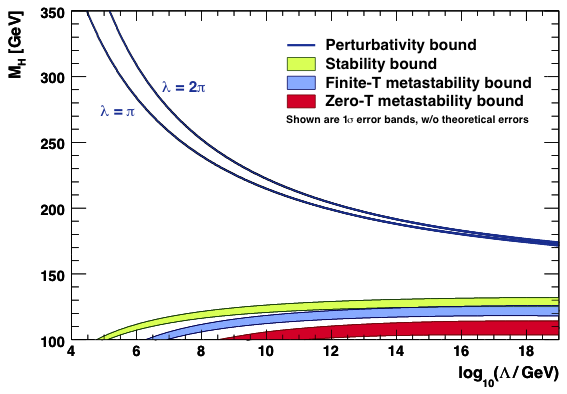 M_H [GeV]
350
300
250
200
150
100
λ = 2π
λ = π
Perturbativity bound
Stability bound
Finite-T metastability bound
Zero-T metastability bound
Shown are 1σ error bands, w/o theoretical errors
4 6 8 10 12 14 16 18
log₁₀(Λ / GeV)